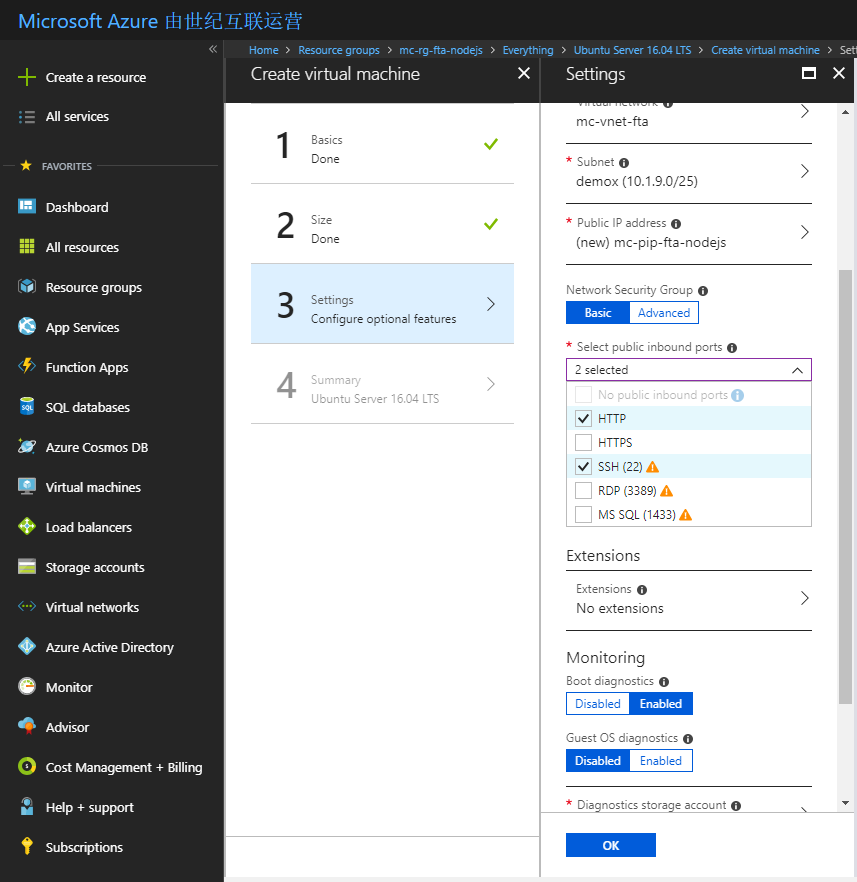 Microsoft Azure 由世纪互联运营
Home > Resource groups > mc-rg-fta-nodejs > Everything > Ubuntu Server 16.04 LTS > Create virtual machine > Set
Create a resource
All services
FAVORITES
Dashboard
All resources
Resource groups
App Services
Function Apps
SQL databases
Azure Cosmos DB
Virtual machines
Load balancers
Storage accounts
Virtual networks
Azure Active Directory
Monitor
Advisor
Cost Management + Billing
Help + support
Subscriptions
Create virtual machine
1
Basics
Done
2
Size
Done
3
Settings
Configure optional features
4
Summary
Ubuntu Server 16.04 LTS
Settings
Virtual network
mc-vnet-fta
* Subnet
demox (10.1.9.0/25)
* Public IP address
(new) mc-pip-fta-nodejs
Network Security Group
Basic Advanced
* Select public inbound ports
2 selected
No public inbound ports
HTTP
HTTPS
SSH (22)
RDP (3389)
MS SQL (1433)
Extensions
Extensions
No extensions
Monitoring
Boot diagnostics
Disabled Enabled
Guest OS diagnostics
Disabled Enabled
* Diagnostics storage account
OK